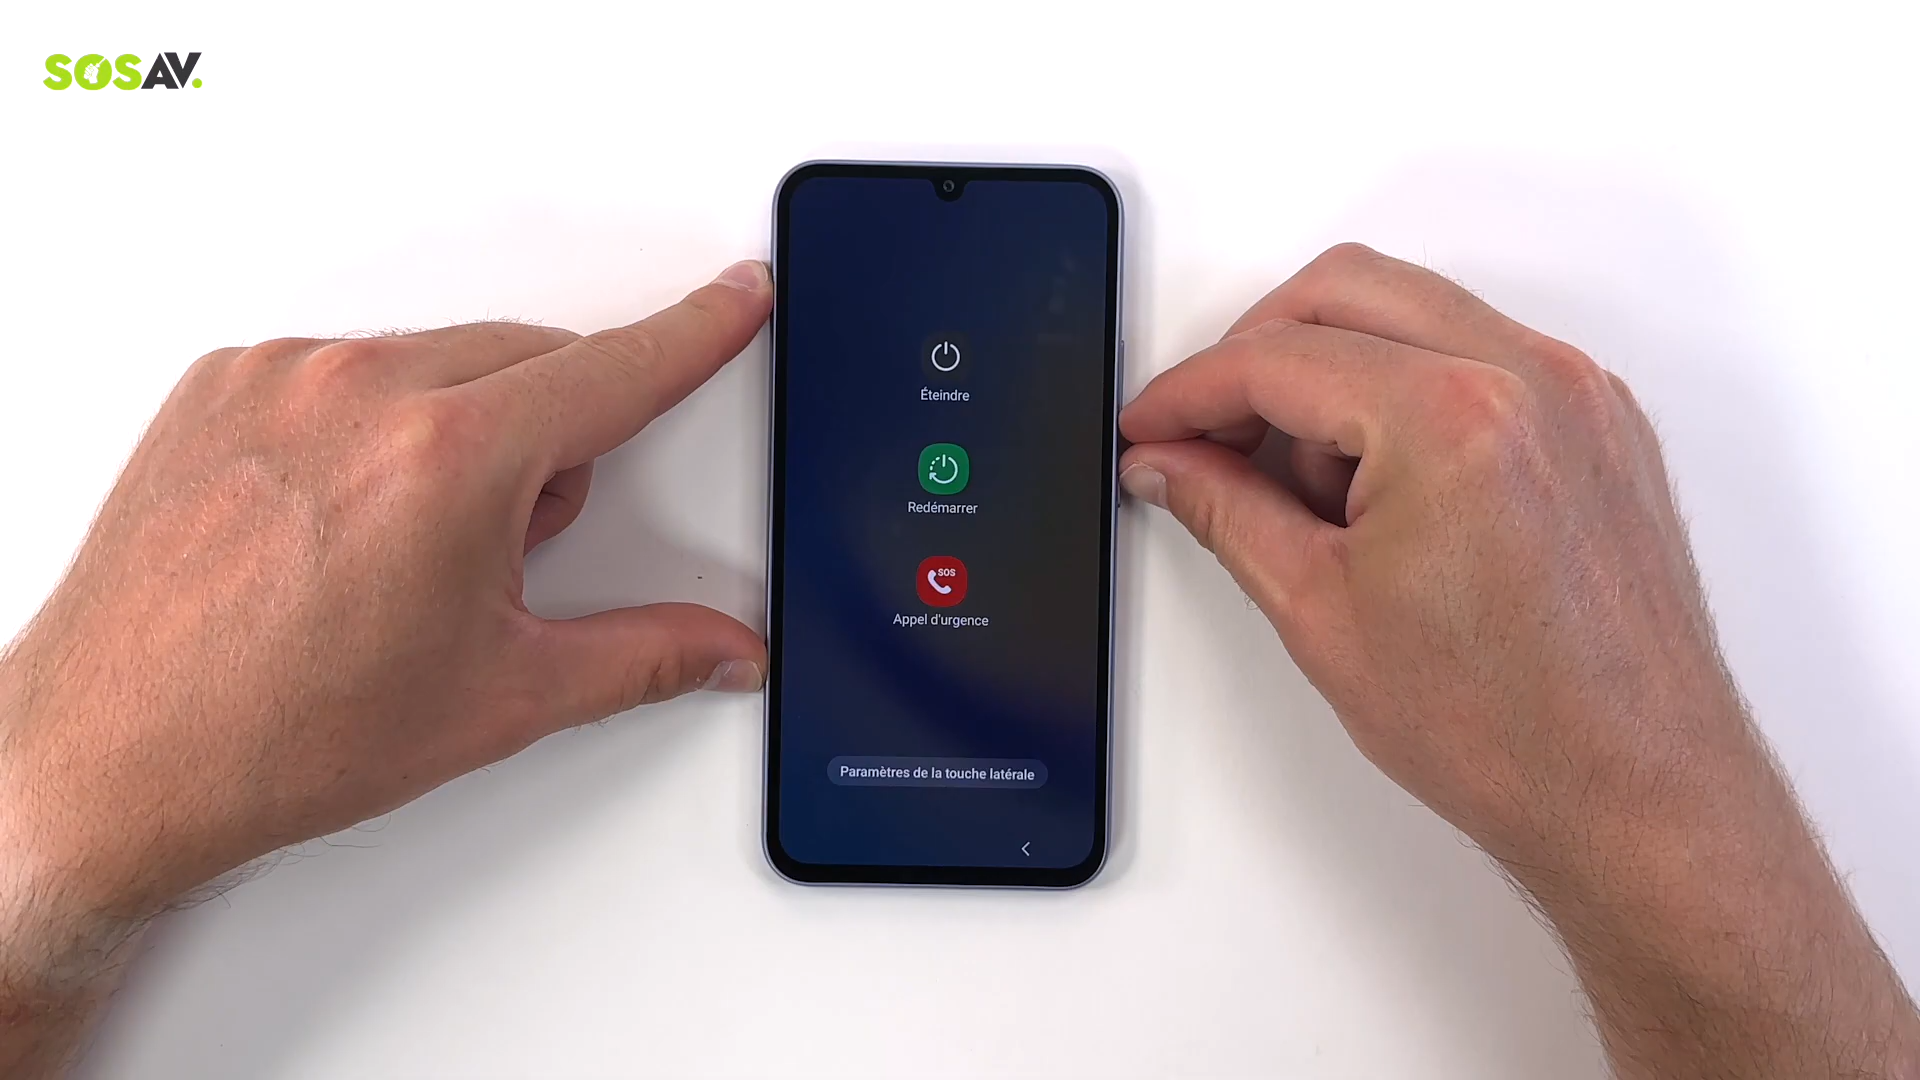 SOSAV.
Éteindre
Redémarrer
SOS
Appel d'urgence
Paramètres de la touche latérale